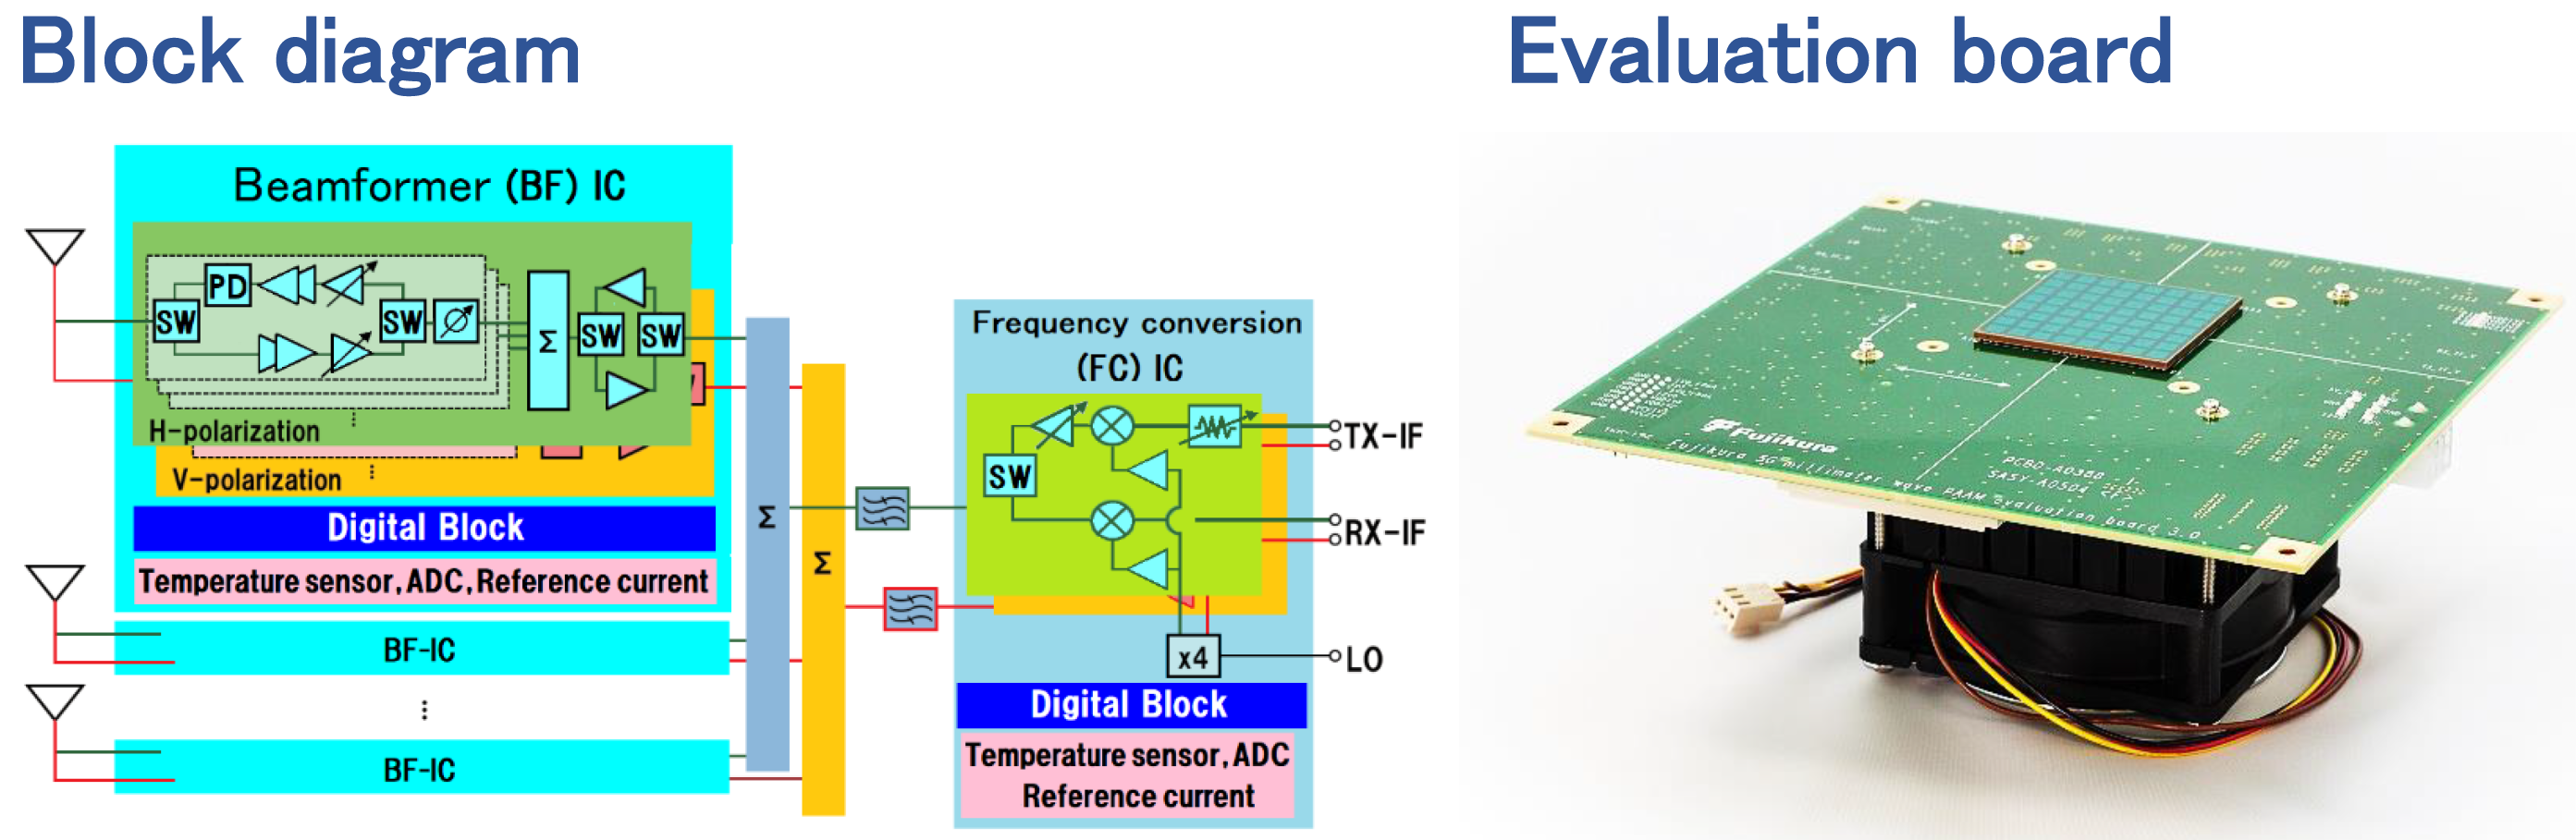 Block diagram
Evaluation board
Beamformer (BF) IC
PD
SW
SW
Σ
SW
SW
H-polarization
V-polarization
Digital Block
Temperature sensor, ADC, Reference current
BF-IC
BF-IC
Σ
Σ
Frequency conversion
(FC) IC
SW
TX-IF
RX-IF
x4
LO
Digital Block
Temperature sensor, ADC
Reference current
Fujikura
Fujikura 5G millimeter wave PAAM evaluation board 3.0
PCBD-A0388
SASY-A0504